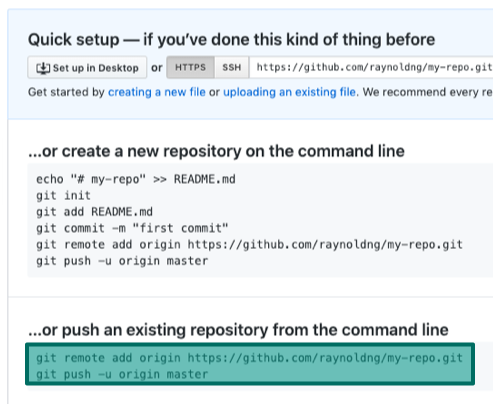 Quick setup — if you’ve done this kind of thing before
Set up in Desktop or HTTPS SSH https://github.com/raynoldng/my-repo.git
Get started by creating a new file or uploading an existing file. We recommend every re
...or create a new repository on the command line
echo "# my-repo" >> README.md
git init
git add README.md
git commit -m "first commit"
git remote add origin https://github.com/raynoldng/my-repo.git
git push -u origin master
...or push an existing repository from the command line
git remote add origin https://github.com/raynoldng/my-repo.git
git push -u origin master